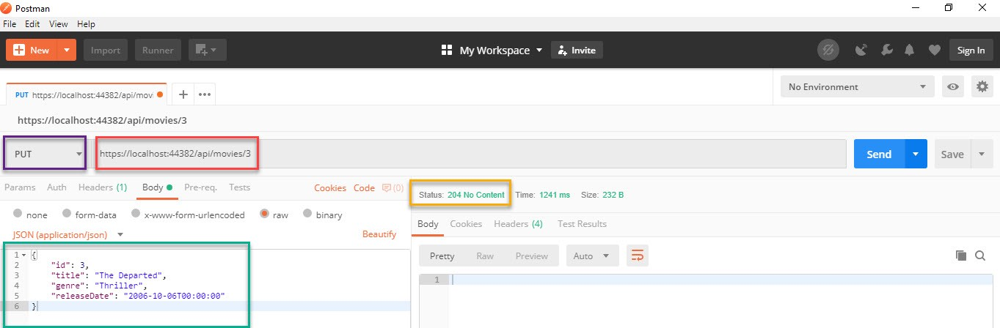 Postman
File Edit View Help
New Import Runner My Workspace Invite Sign In
PUT https://localhost:44382/api/movi
No Environment
https://localhost:44382/api/movies/3
PUT https://localhost:44382/api/movies/3 Send Save
Params Auth Headers (1) Body Pre-req. Tests Cookies Code (0)
Status: 204 No Content Time: 1241 ms Size: 232 B
none form-data x-www-form-urlencoded raw binary
Body Cookies Headers (4) Test Results
JSON (application/json) Beautify
Pretty Raw Preview Auto
1 {
2 "id": 3,
3 "title": "The Departed",
4 "genre": "Thriller",
5 "releaseDate": "2006-10-06T00:00:00"
6 }
1